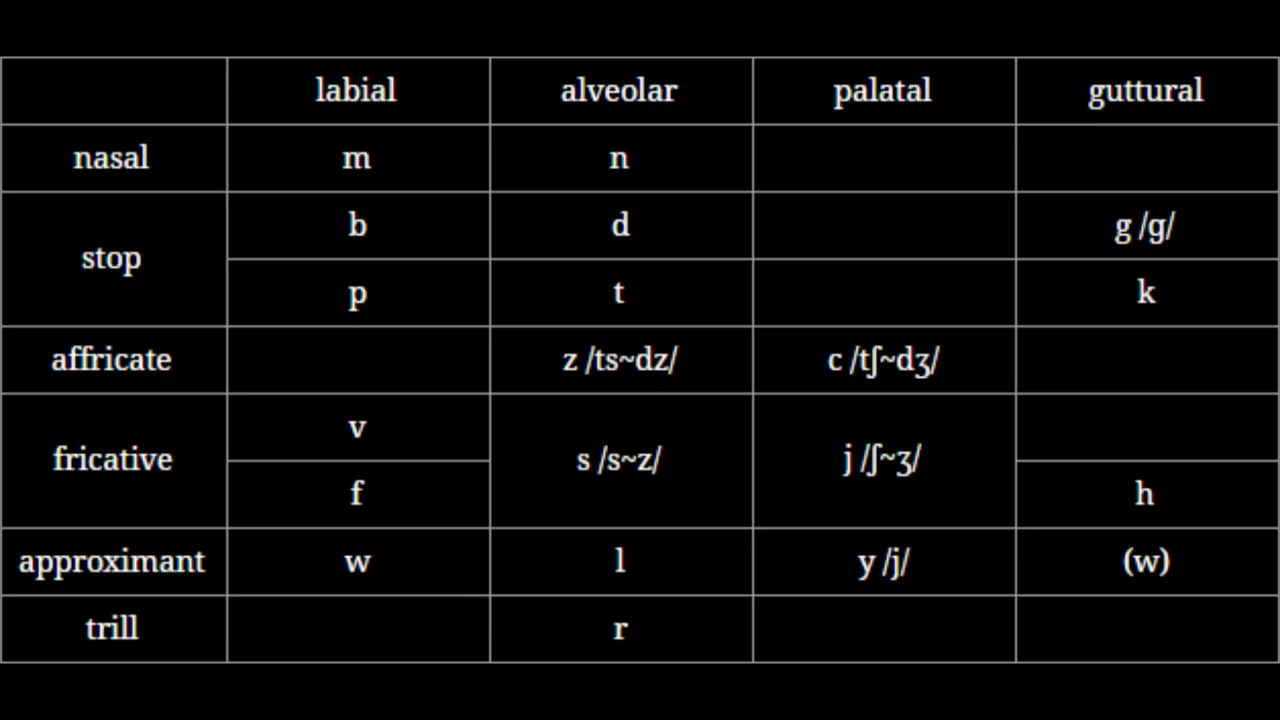 labial alveolar palatal guttural
nasal m n
b d g /ɡ/
stop
p t k
affricate z /ts~dz/ c /tʃ~dʒ/
v
fricative s /s~z/ j /ʃ~ʒ/
f h
approximant w l y /j/ (w)
trill r